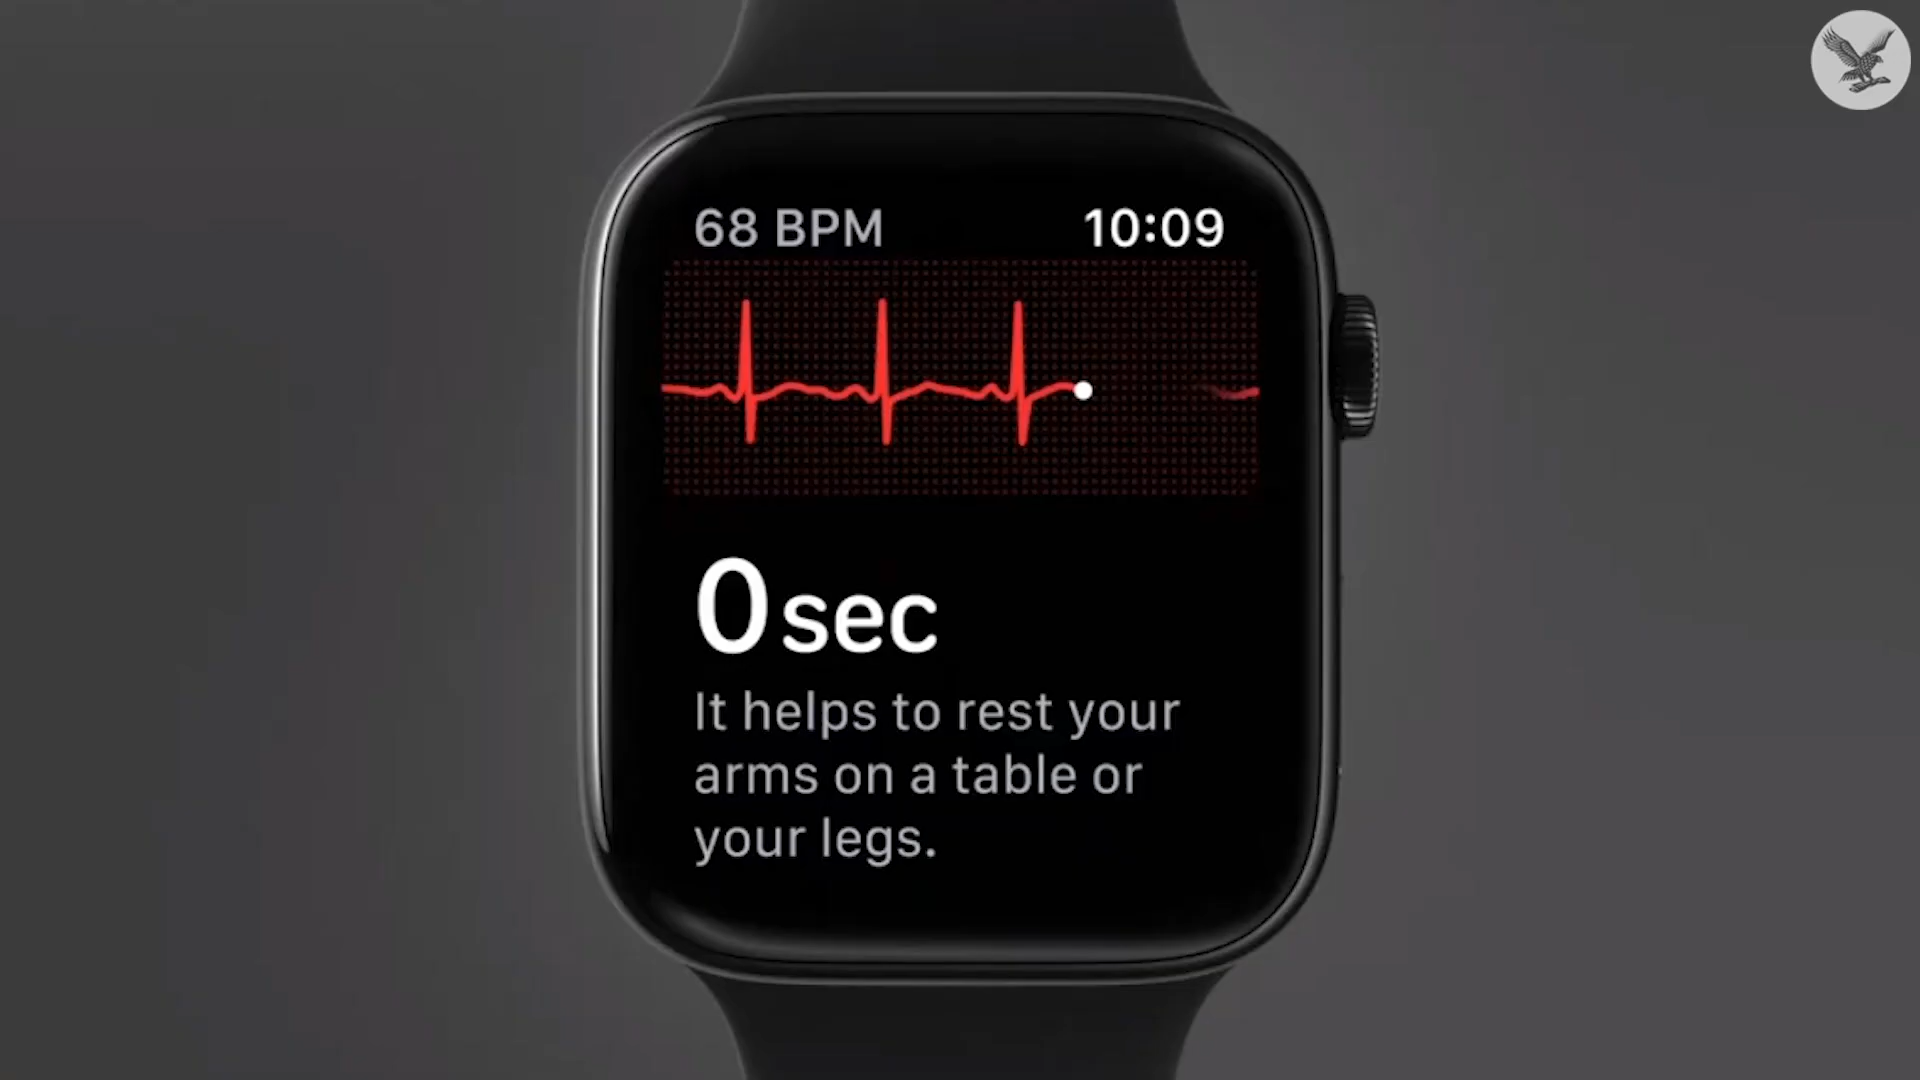 68 BPM 10:09
0 sec
It helps to rest your
arms on a table or
your legs.